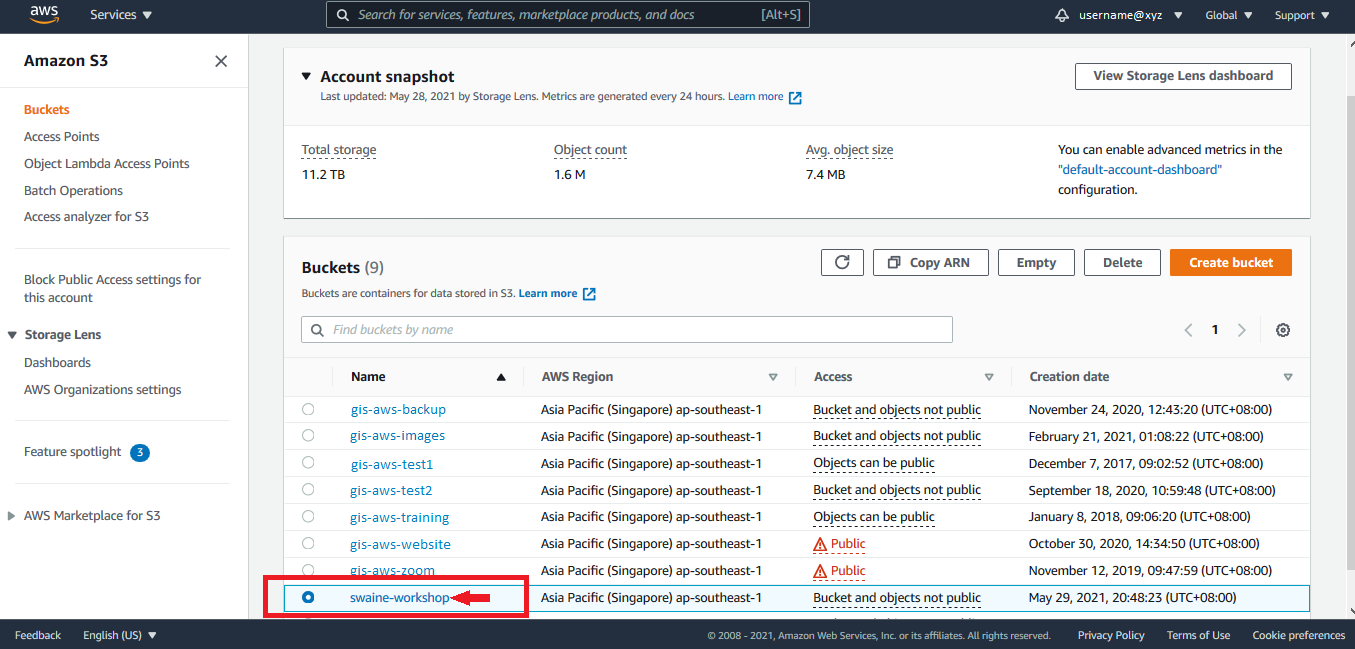 aws Services Search for services, features, marketplace products, and docs [Alt+S] username@xyz Global Support
Amazon S3
Buckets
Access Points
Object Lambda Access Points
Batch Operations
Access analyzer for S3
Block Public Access settings for
this account
Storage Lens
Dashboards
AWS Organizations settings
Feature spotlight 3
AWS Marketplace for S3
Account snapshot
View Storage Lens dashboard
Last updated: May 28, 2021 by Storage Lens. Metrics are generated every 24 hours. Learn more
Total storage Object count Avg. object size
11.2 TB 1.6 M 7.4 MB
You can enable advanced metrics in the
"default-account-dashboard"
configuration.
Buckets (9)
Copy ARN Empty Delete Create bucket
Buckets are containers for data stored in S3. Learn more
Find buckets by name
1
Name AWS Region Access Creation date
gis-aws-backup Asia Pacific (Singapore) ap-southeast-1 Bucket and objects not public November 24, 2020, 12:43:20 (UTC+08:00)
gis-aws-images Asia Pacific (Singapore) ap-southeast-1 Bucket and objects not public February 21, 2021, 01:08:22 (UTC+08:00)
gis-aws-test1 Asia Pacific (Singapore) ap-southeast-1 Objects can be public December 7, 2017, 09:02:52 (UTC+08:00)
gis-aws-test2 Asia Pacific (Singapore) ap-southeast-1 Bucket and objects not public September 18, 2020, 10:59:48 (UTC+08:00)
gis-aws-training Asia Pacific (Singapore) ap-southeast-1 Objects can be public January 8, 2018, 09:06:20 (UTC+08:00)
gis-aws-website Asia Pacific (Singapore) ap-southeast-1 Public October 30, 2020, 14:34:50 (UTC+08:00)
gis-aws-zoom Asia Pacific (Singapore) ap-southeast-1 Public November 12, 2019, 09:47:59 (UTC+08:00)
swaine-workshop Asia Pacific (Singapore) ap-southeast-1 Bucket and objects not public May 29, 2021, 20:48:23 (UTC+08:00)
Feedback English (US) © 2008 - 2021, Amazon Web Services, Inc. or its affiliates. All rights reserved. Privacy Policy Terms of Use Cookie preferences